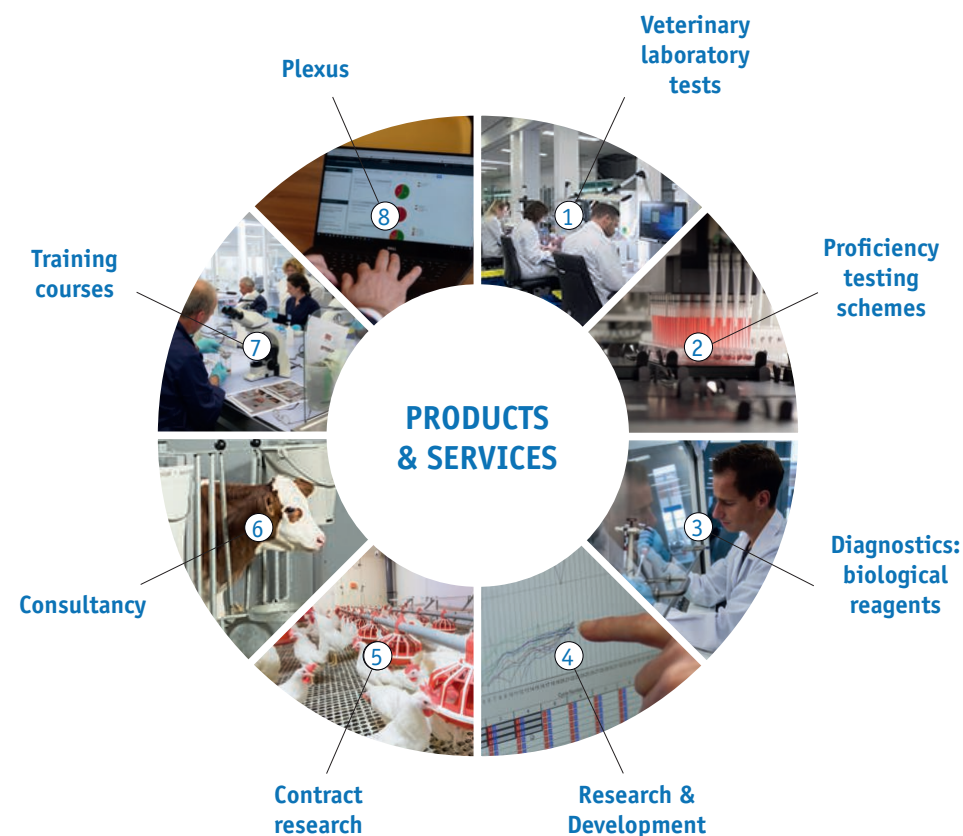 Veterinary
laboratory
tests
1
Proficiency
testing
schemes
2
Diagnostics:
biological
reagents
3
Research &
Development
4
Contract
research
5
Consultancy
6
Training
courses
7
Plexus
8
PRODUCTS
& SERVICES